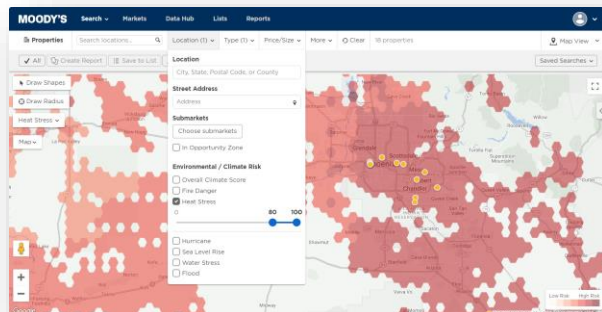 MOODY'S Search Markets Data Hub Lists Reports
Properties Search locations... Location (1) Type (1) Price/Size More Clear 18 properties Map View
All Create Report Save to List Saved Searches
Location
City, State, Postal Code, or County
Street Address
Address
Submarkets
Choose submarkets
In Opportunity Zone
Environmental / Climate Risk
Overall Climate Score
Fire Danger
Heat Stress
0 80 100
Hurricane
Sea Level Rise
Water Stress
Flood
Draw Shapes
Draw Radius
Heat Stress
Map
Scottsdale
Chandler
Low Risk High Risk